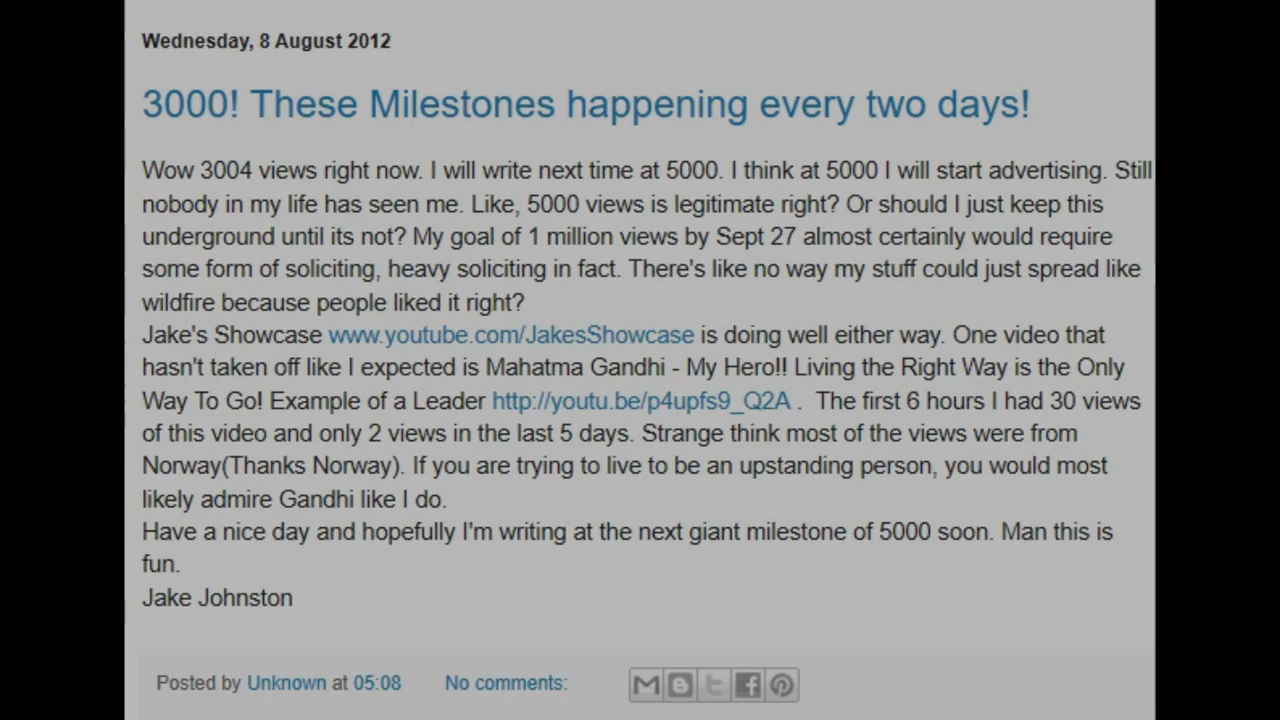 Wednesday, 8 August 2012
3000! These Milestones happening every two days!
Wow 3004 views right now. I will write next time at 5000. I think at 5000 I will start advertising. Still
nobody in my life has seen me. Like, 5000 views is legitimate right? Or should I just keep this
underground until its not? My goal of 1 million views by Sept 27 almost certainly would require
some form of soliciting, heavy soliciting in fact. There's like no way my stuff could just spread like
wildfire because people liked it right?
Jake's Showcase www.youtube.com/JakesShowcase is doing well either way. One video that
hasn't taken off like I expected is Mahatma Gandhi - My Hero!! Living the Right Way is the Only
Way To Go! Example of a Leader http://youtu.be/p4upfs9_Q2A .  The first 6 hours I had 30 views
of this video and only 2 views in the last 5 days. Strange think most of the views were from
Norway(Thanks Norway). If you are trying to live to be an upstanding person, you would most
likely admire Gandhi like I do.
Have a nice day and hopefully I'm writing at the next giant milestone of 5000 soon. Man this is
fun.
Jake Johnston
Posted by Unknown at 05:08 No comments: